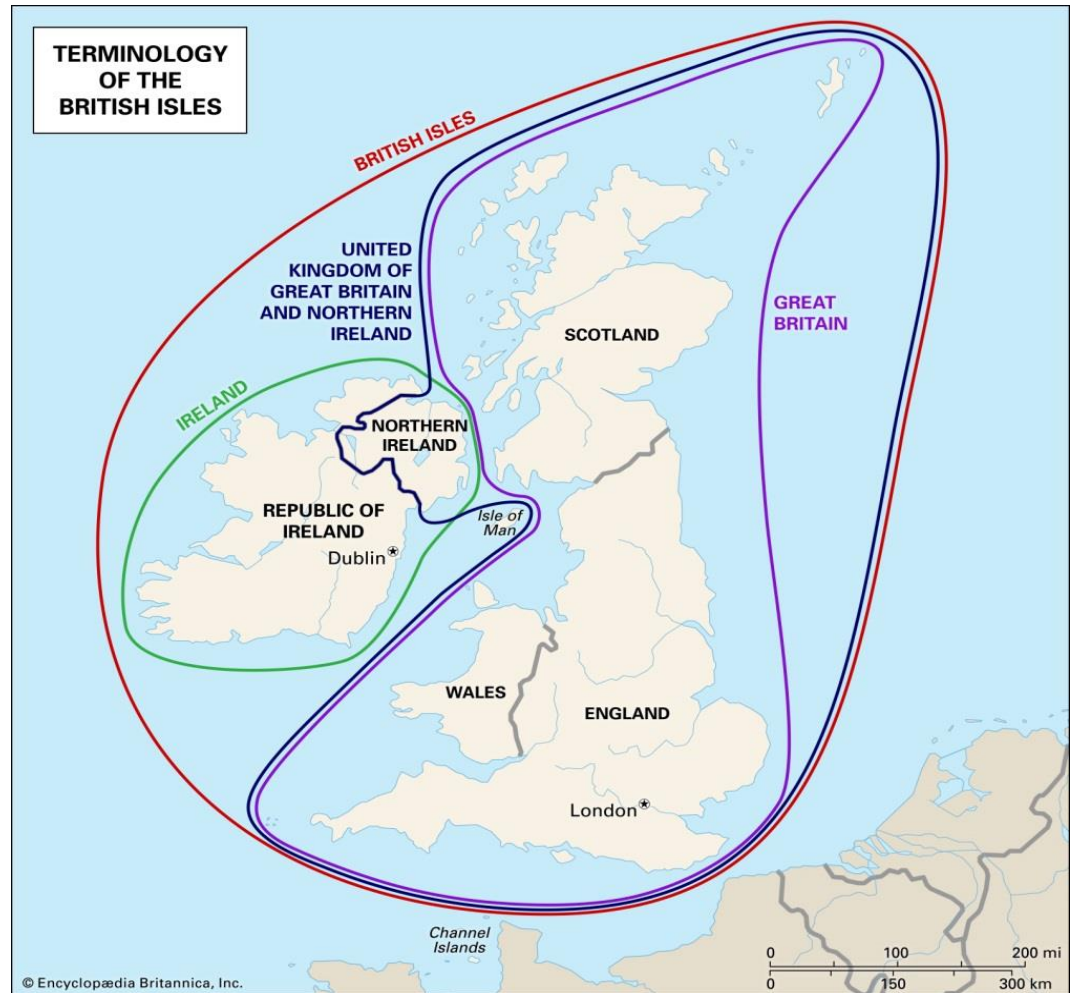 TERMINOLOGY
OF THE
BRITISH ISLES
BRITISH ISLES
UNITED
KINGDOM OF
GREAT BRITAIN
AND NORTHERN
IRELAND
GREAT
BRITAIN
SCOTLAND
IRELAND
NORTHERN
IRELAND
REPUBLIC OF
IRELAND
Dublin
Isle of
Man
WALES
ENGLAND
London
Channel
Islands
0 100 200 mi
0 150 300 km
© Encyclopædia Britannica, Inc.